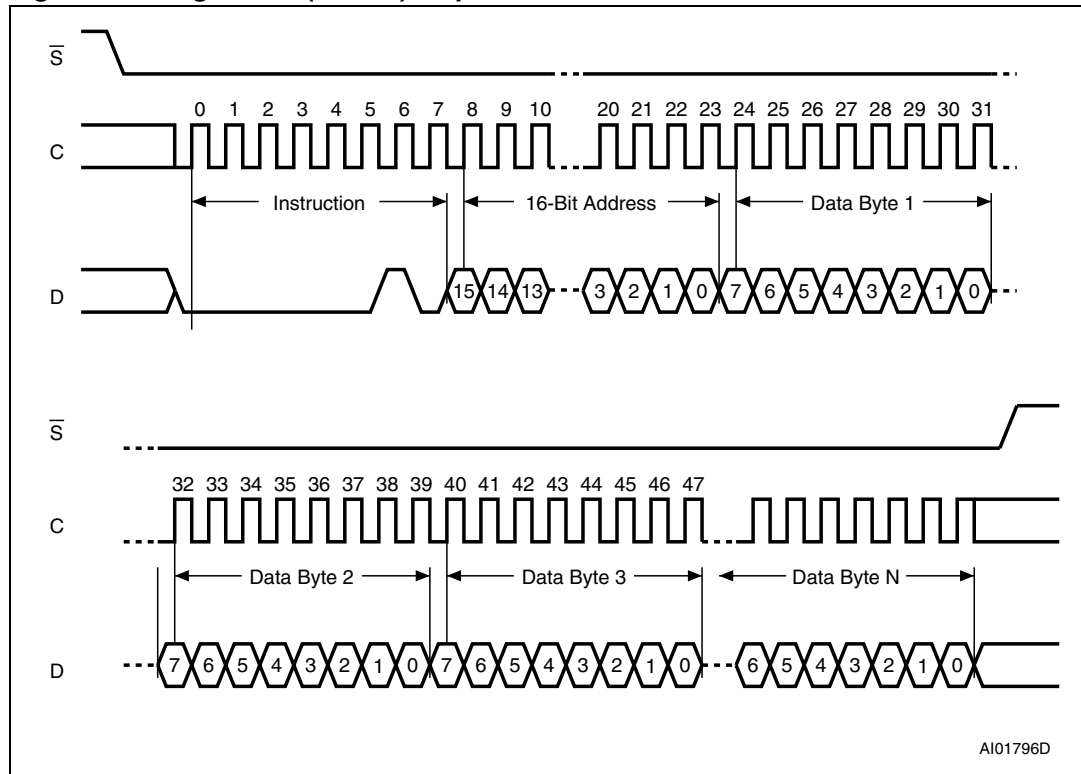 S
0 1 2 3 4 5 6 7 8 9 10 20 21 22 23 24 25 26 27 28 29 30 31
C
Instruction 16-Bit Address Data Byte 1
D 15 14 13 3 2 1 0 7 6 5 4 3 2 1 0
S
32 33 34 35 36 37 38 39 40 41 42 43 44 45 46 47
C
Data Byte 2 Data Byte 3 Data Byte N
D 7 6 5 4 3 2 1 0 7 6 5 4 3 2 1 0 6 5 4 3 2 1 0
AI01796D